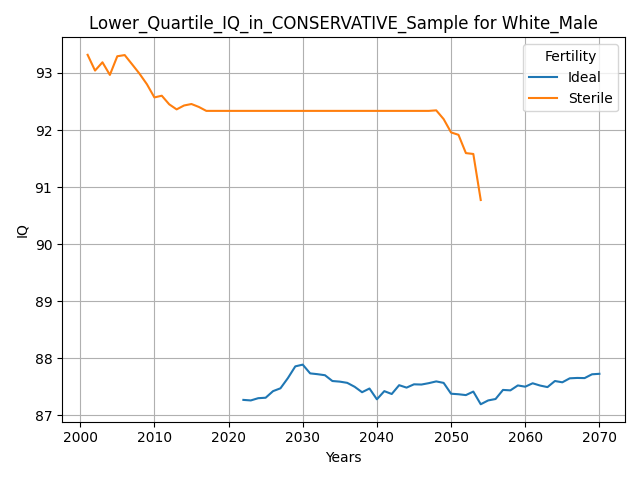 Lower_Quartile_IQ_in_CONSERVATIVE_Sample for White_Male
Fertility
Ideal
Sterile
93
92
91
90
89
88
87
IQ
2000 2010 2020 2030 2040 2050 2060 2070
Years